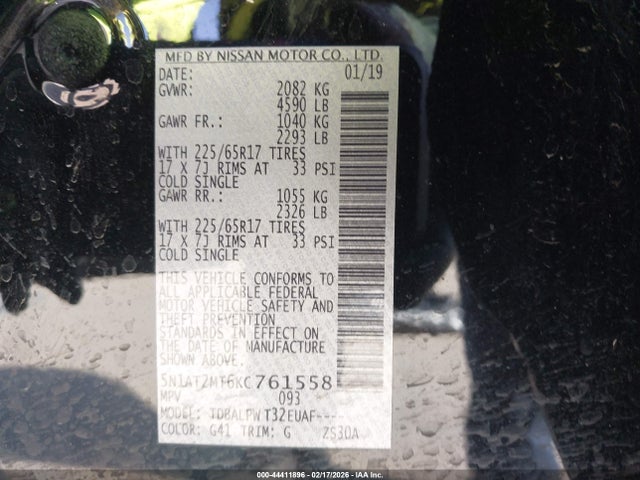 MFD BY NISSAN MOTOR CO., LTD.
DATE: 01/19
GVWR: 2082 KG
4590 LB
GAWR FR.: 1040 KG
2293 LB
WITH 225/65R17 TIRES
17 X 7J RIMS AT 33 PSI
COLD SINGLE
GAWR RR.: 1055 KG
2326 LB
WITH 225/65R17 TIRES
17 X 7J RIMS AT 33 PSI
COLD SINGLE
THIS VEHICLE CONFORMS TO
ALL APPLICABLE FEDERAL
MOTOR VEHICLE SAFETY AND
THEFT PREVENTION
STANDARDS IN EFFECT ON
THE DATE OF MANUFACTURE
SHOWN ABOVE.
5N1AT2MT6KC761558
MPV 093
MODEL: TDBALPWT32EUAF----
COLOR: G41 TRIM: G ZS30A
000-44411896 - 02/17/2026 - © IAA Inc.